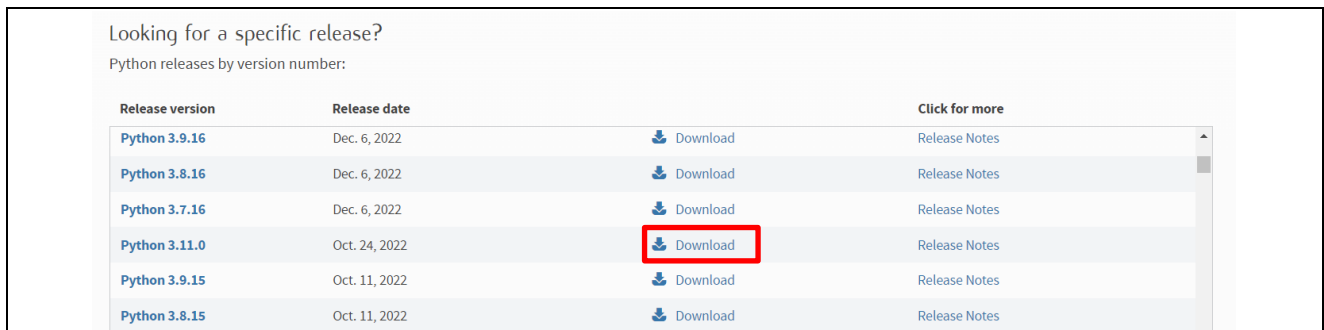 Looking for a specific release?
Python releases by version number:
Release version Release date Click for more
Python 3.9.16 Dec. 6, 2022 Download Release Notes
Python 3.8.16 Dec. 6, 2022 Download Release Notes
Python 3.7.16 Dec. 6, 2022 Download Release Notes
Python 3.11.0 Oct. 24, 2022 Download Release Notes
Python 3.9.15 Oct. 11, 2022 Download Release Notes
Python 3.8.15 Oct. 11, 2022 Download Release Notes